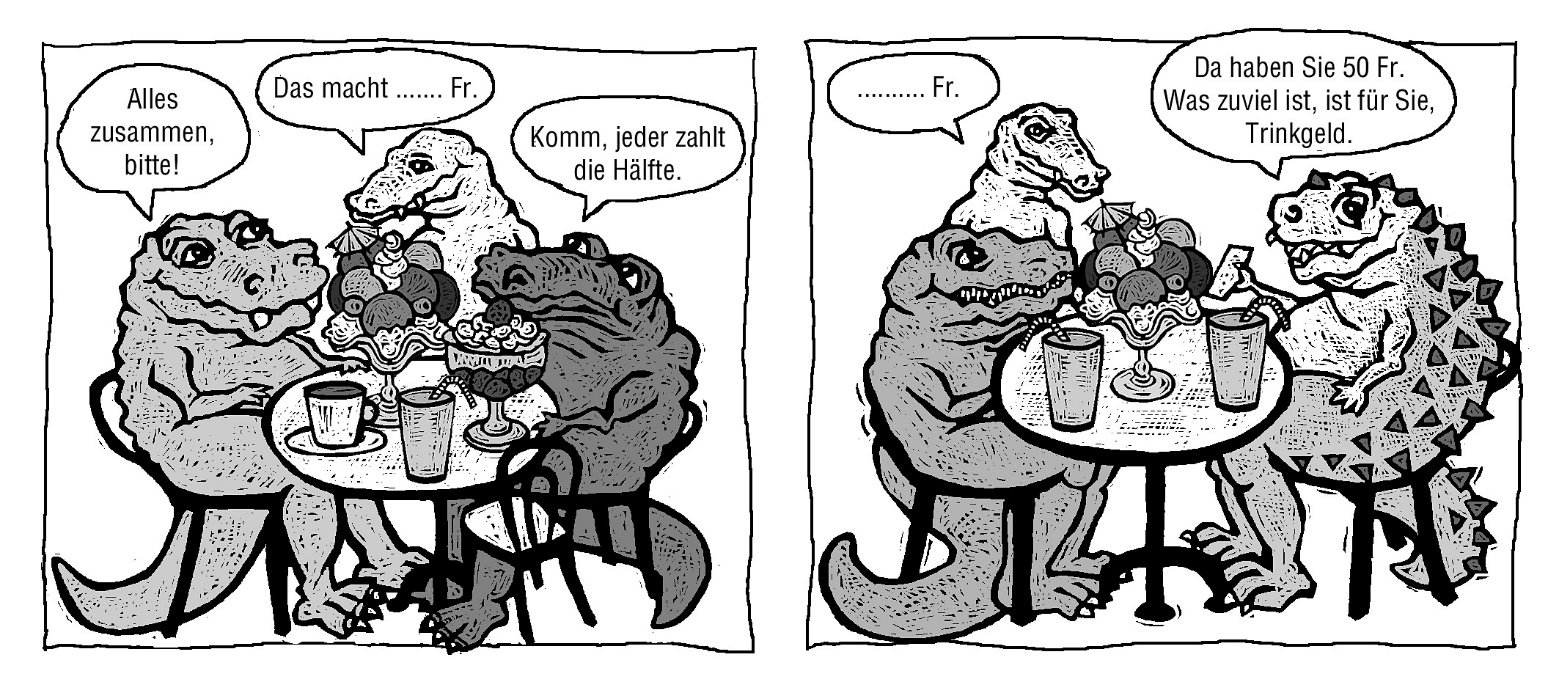 Alles
zusammen,
bitte!
Das macht ....... Fr.
Komm, jeder zahlt
die Hälfte.
.......... Fr.
Da haben Sie 50 Fr.
Was zuviel ist, ist für Sie,
Trinkgeld.